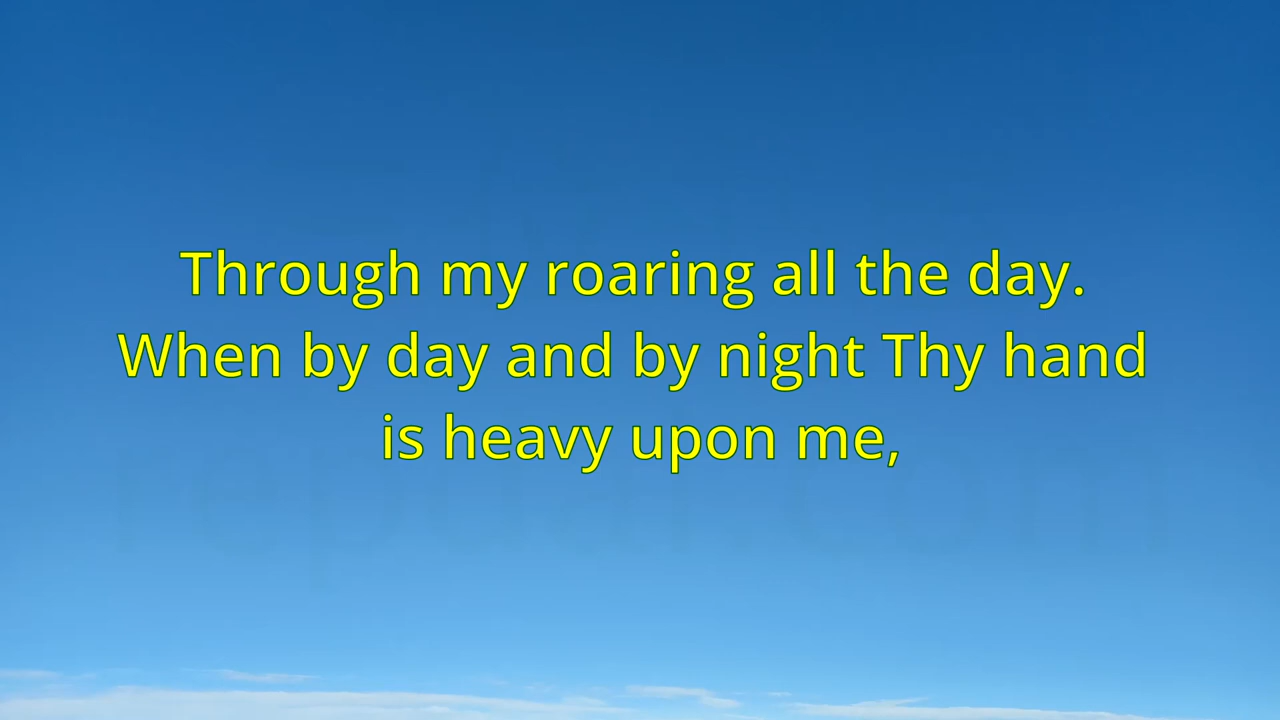 Through my roaring all the day.
When by day and by night Thy hand
is heavy upon me,